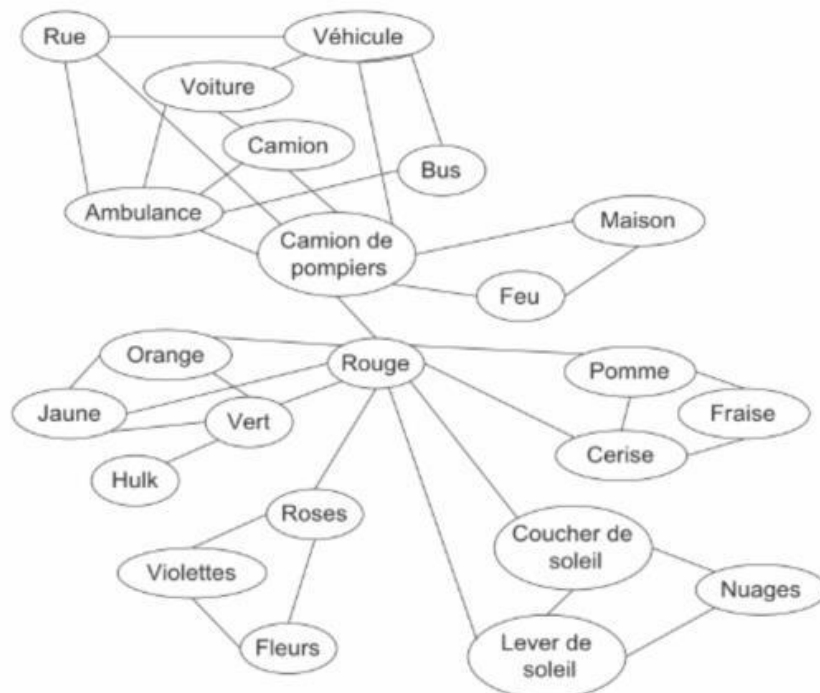 Rue
Véhicule
Voiture
Camion
Bus
Ambulance
Maison
Camion de
pompiers
Feu
Orange
Rouge
Pomme
Jaune
Vert
Fraise
Cerise
Hulk
Roses
Coucher de
soleil
Violettes
Nuages
Fleurs
Lever de
soleil